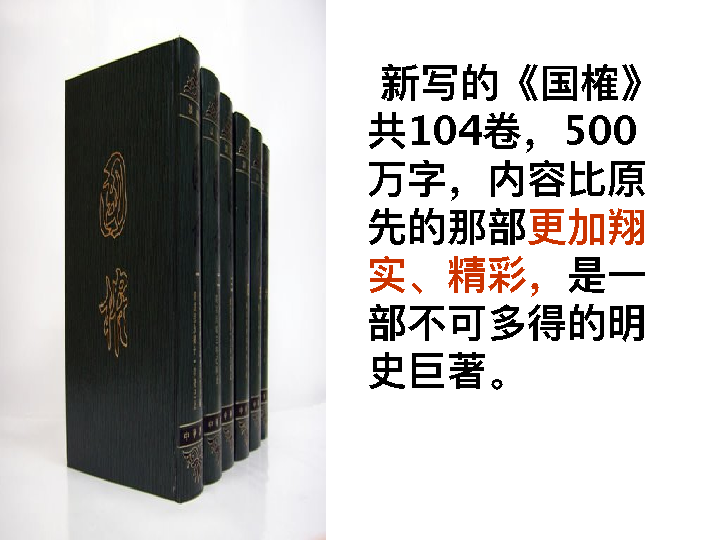 国
榷
新写的《国榷》
共104卷，500
万字，内容比原
先的那部更加翔
实、精彩，是一
部不可多得的明
史巨著。